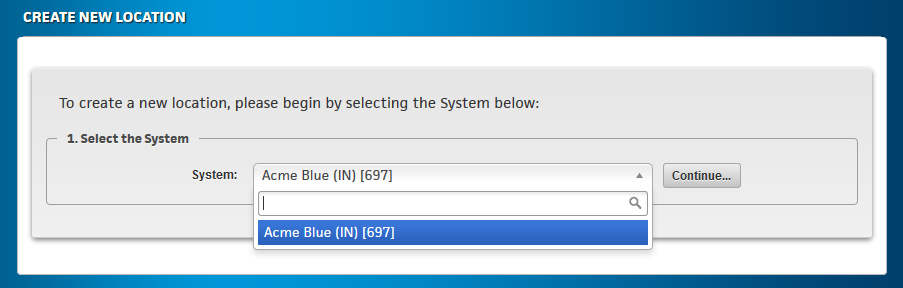 CREATE NEW LOCATION
To create a new location, please begin by selecting the System below:
1. Select the System
System: Acme Blue (IN) [697] Continue...
Acme Blue (IN) [697]